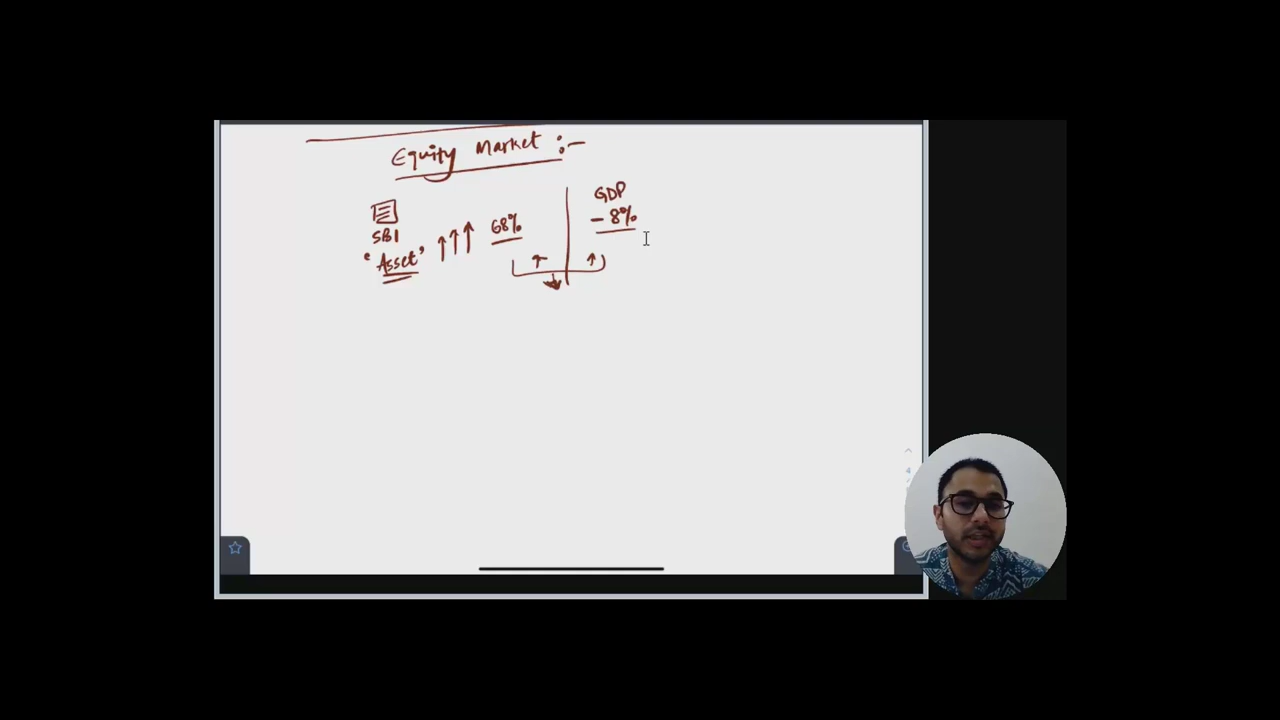 Equity Market :-
SBI
"Asset" ↑↑↑ 68%
GDP
- 8%